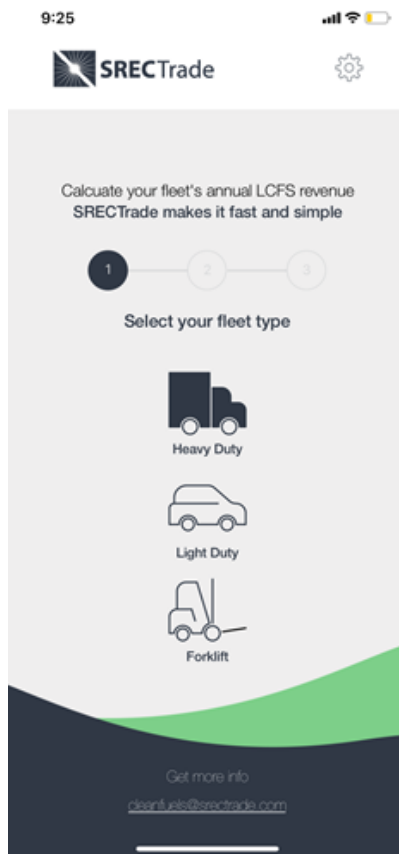 9:25
SRECTrade
Calcuate your fleet's annual LCFS revenue
SRECTrade makes it fast and simple
1 2 3
Select your fleet type
Heavy Duty
Light Duty
Forklift
Get more info
cleanfuels@srectrade.com